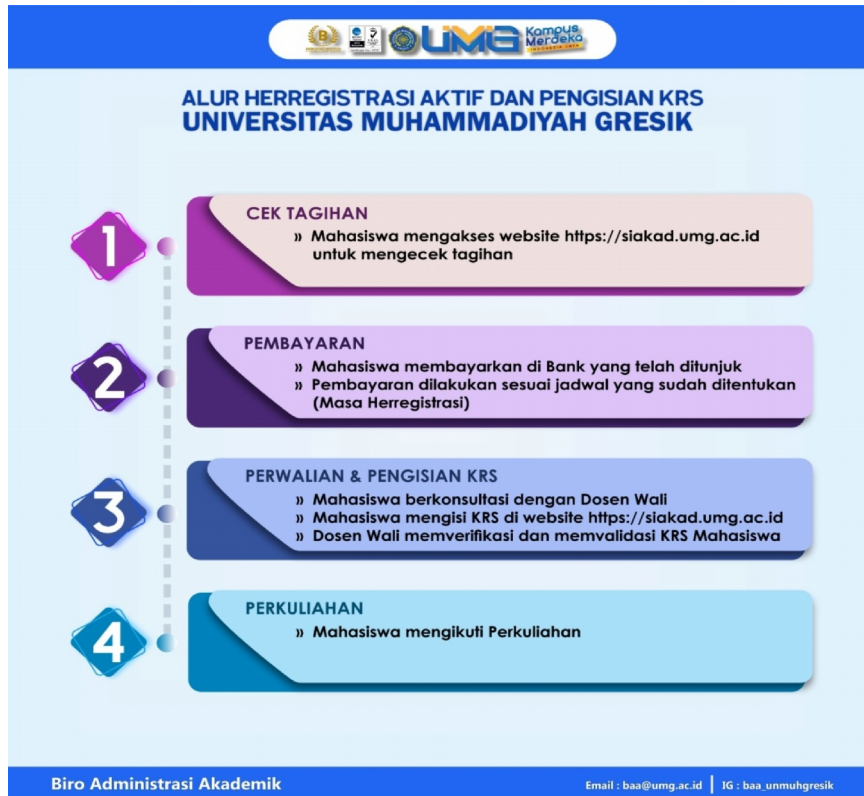 UMG
Kampus
Merdeka
INDONESIA JAYA
ALUR HERREGISTRASI AKTIF DAN PENGISIAN KRS
UNIVERSITAS MUHAMMADIYAH GRESIK
1
CEK TAGIHAN
» Mahasiswa mengakses website https://siakad.umg.ac.id
untuk mengecek tagihan
2
PEMBAYARAN
» Mahasiswa membayarkan di Bank yang telah ditunjuk
» Pembayaran dilakukan sesuai jadwal yang sudah ditentukan
(Masa Herregistrasi)
3
PERWALIAN & PENGISIAN KRS
» Mahasiswa berkonsultasi dengan Dosen Wali
» Mahasiswa mengisi KRS di website https://siakad.umg.ac.id
» Dosen Wali memverifikasi dan memvalidasi KRS Mahasiswa
4
PERKULIAHAN
» Mahasiswa mengikuti Perkuliahan
Biro Administrasi Akademik
Email : baa@umg.ac.id | IG : baa_unmuhgresik